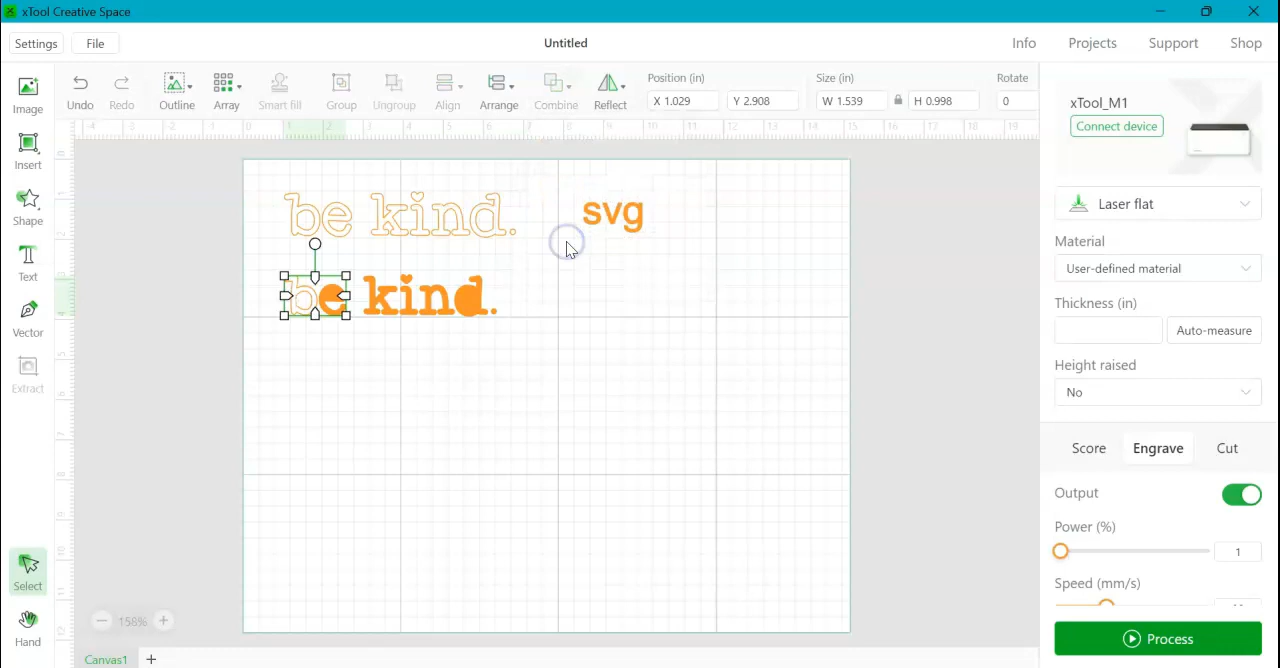 xTool Creative Space
Settings File Untitled Info Projects Support Shop
Undo Redo Outline Array Smart fill Group Ungroup Align Arrange Combine Reflect
Position (in) Size (in) Rotate
X 1.029 Y 2.908 W 1.539 H 0.998 0
Image
Insert
Shape
Text
Vector
Extract
Select
Hand
be kind. svg
be kind.
158%
Canvas1 +
xTool_M1
Connect device
Laser flat
Material
User-defined material
Thickness (in)
Auto-measure
Height raised
No
Score Engrave Cut
Output
Power (%)
1
Speed (mm/s)
Process